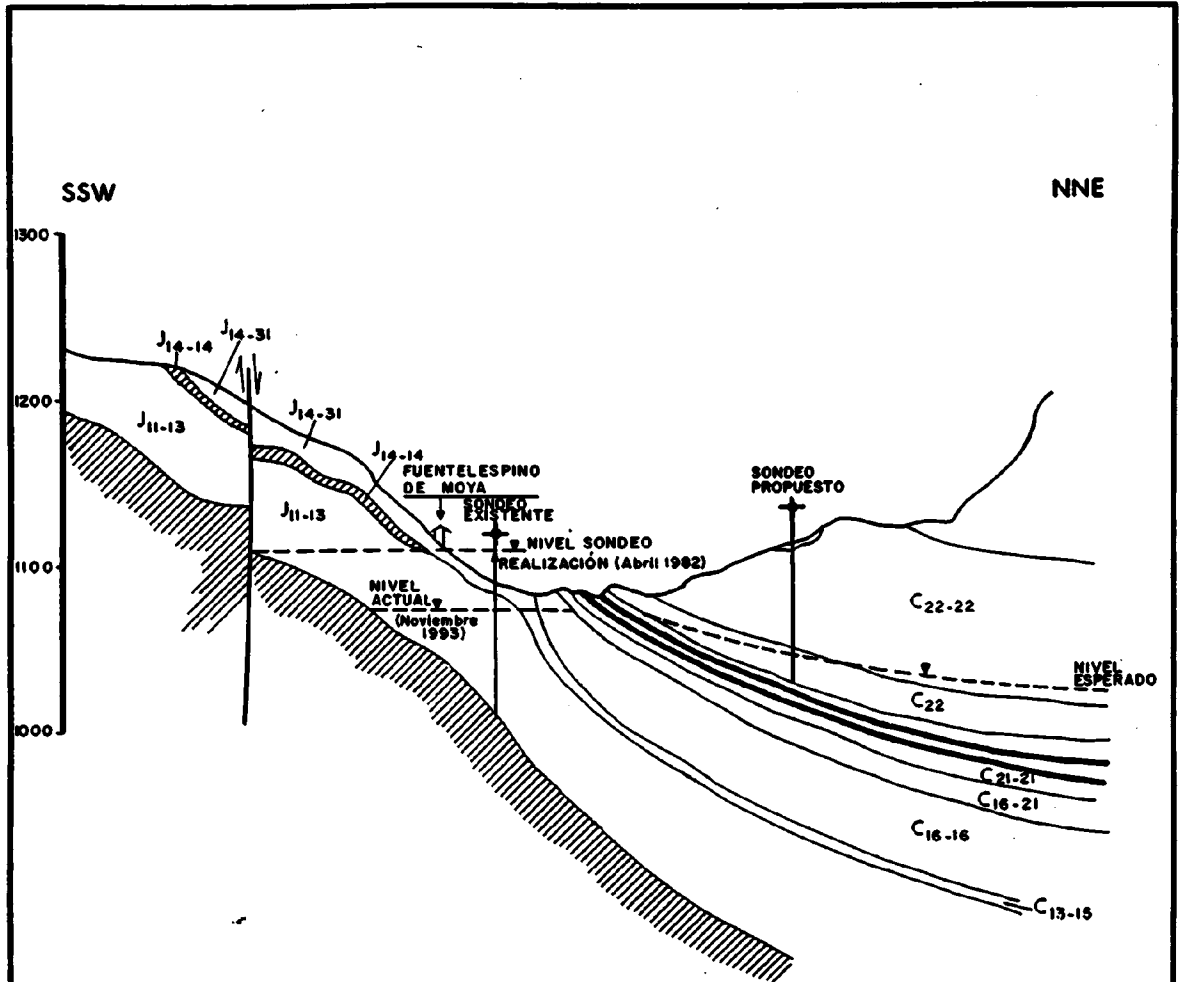 SSW
NNE
1300
J14-14
J14-31
1200
J14-31
J11-13
J14-14
FUENTELESPINO
DE MOYA
SONDEO
EXISTENTE
SONDEO
PROPUESTO
J11-13
NIVEL SONDEO
REALIZACIÓN (Abril 1982)
1100
NIVEL
ACTUAL
(Noviembre
1993)
C22-22
NIVEL
ESPERADO
C22
1000
C21-21
C16-21
C16-16
C13-15